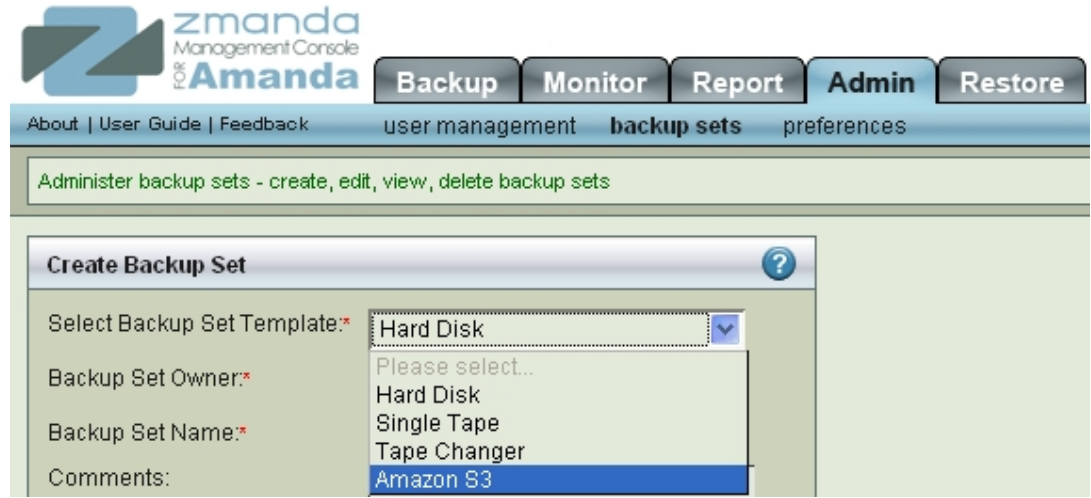 zmanda
Management Console
FOR Amanda
Backup Monitor Report Admin Restore
About | User Guide | Feedback user management backup sets preferences
Administer backup sets - create, edit, view, delete backup sets
Create Backup Set ?
Select Backup Set Template:* Hard Disk
Please select...
Backup Set Owner:*
Hard Disk
Single Tape
Backup Set Name:*
Tape Changer
Comments:
Amazon S3